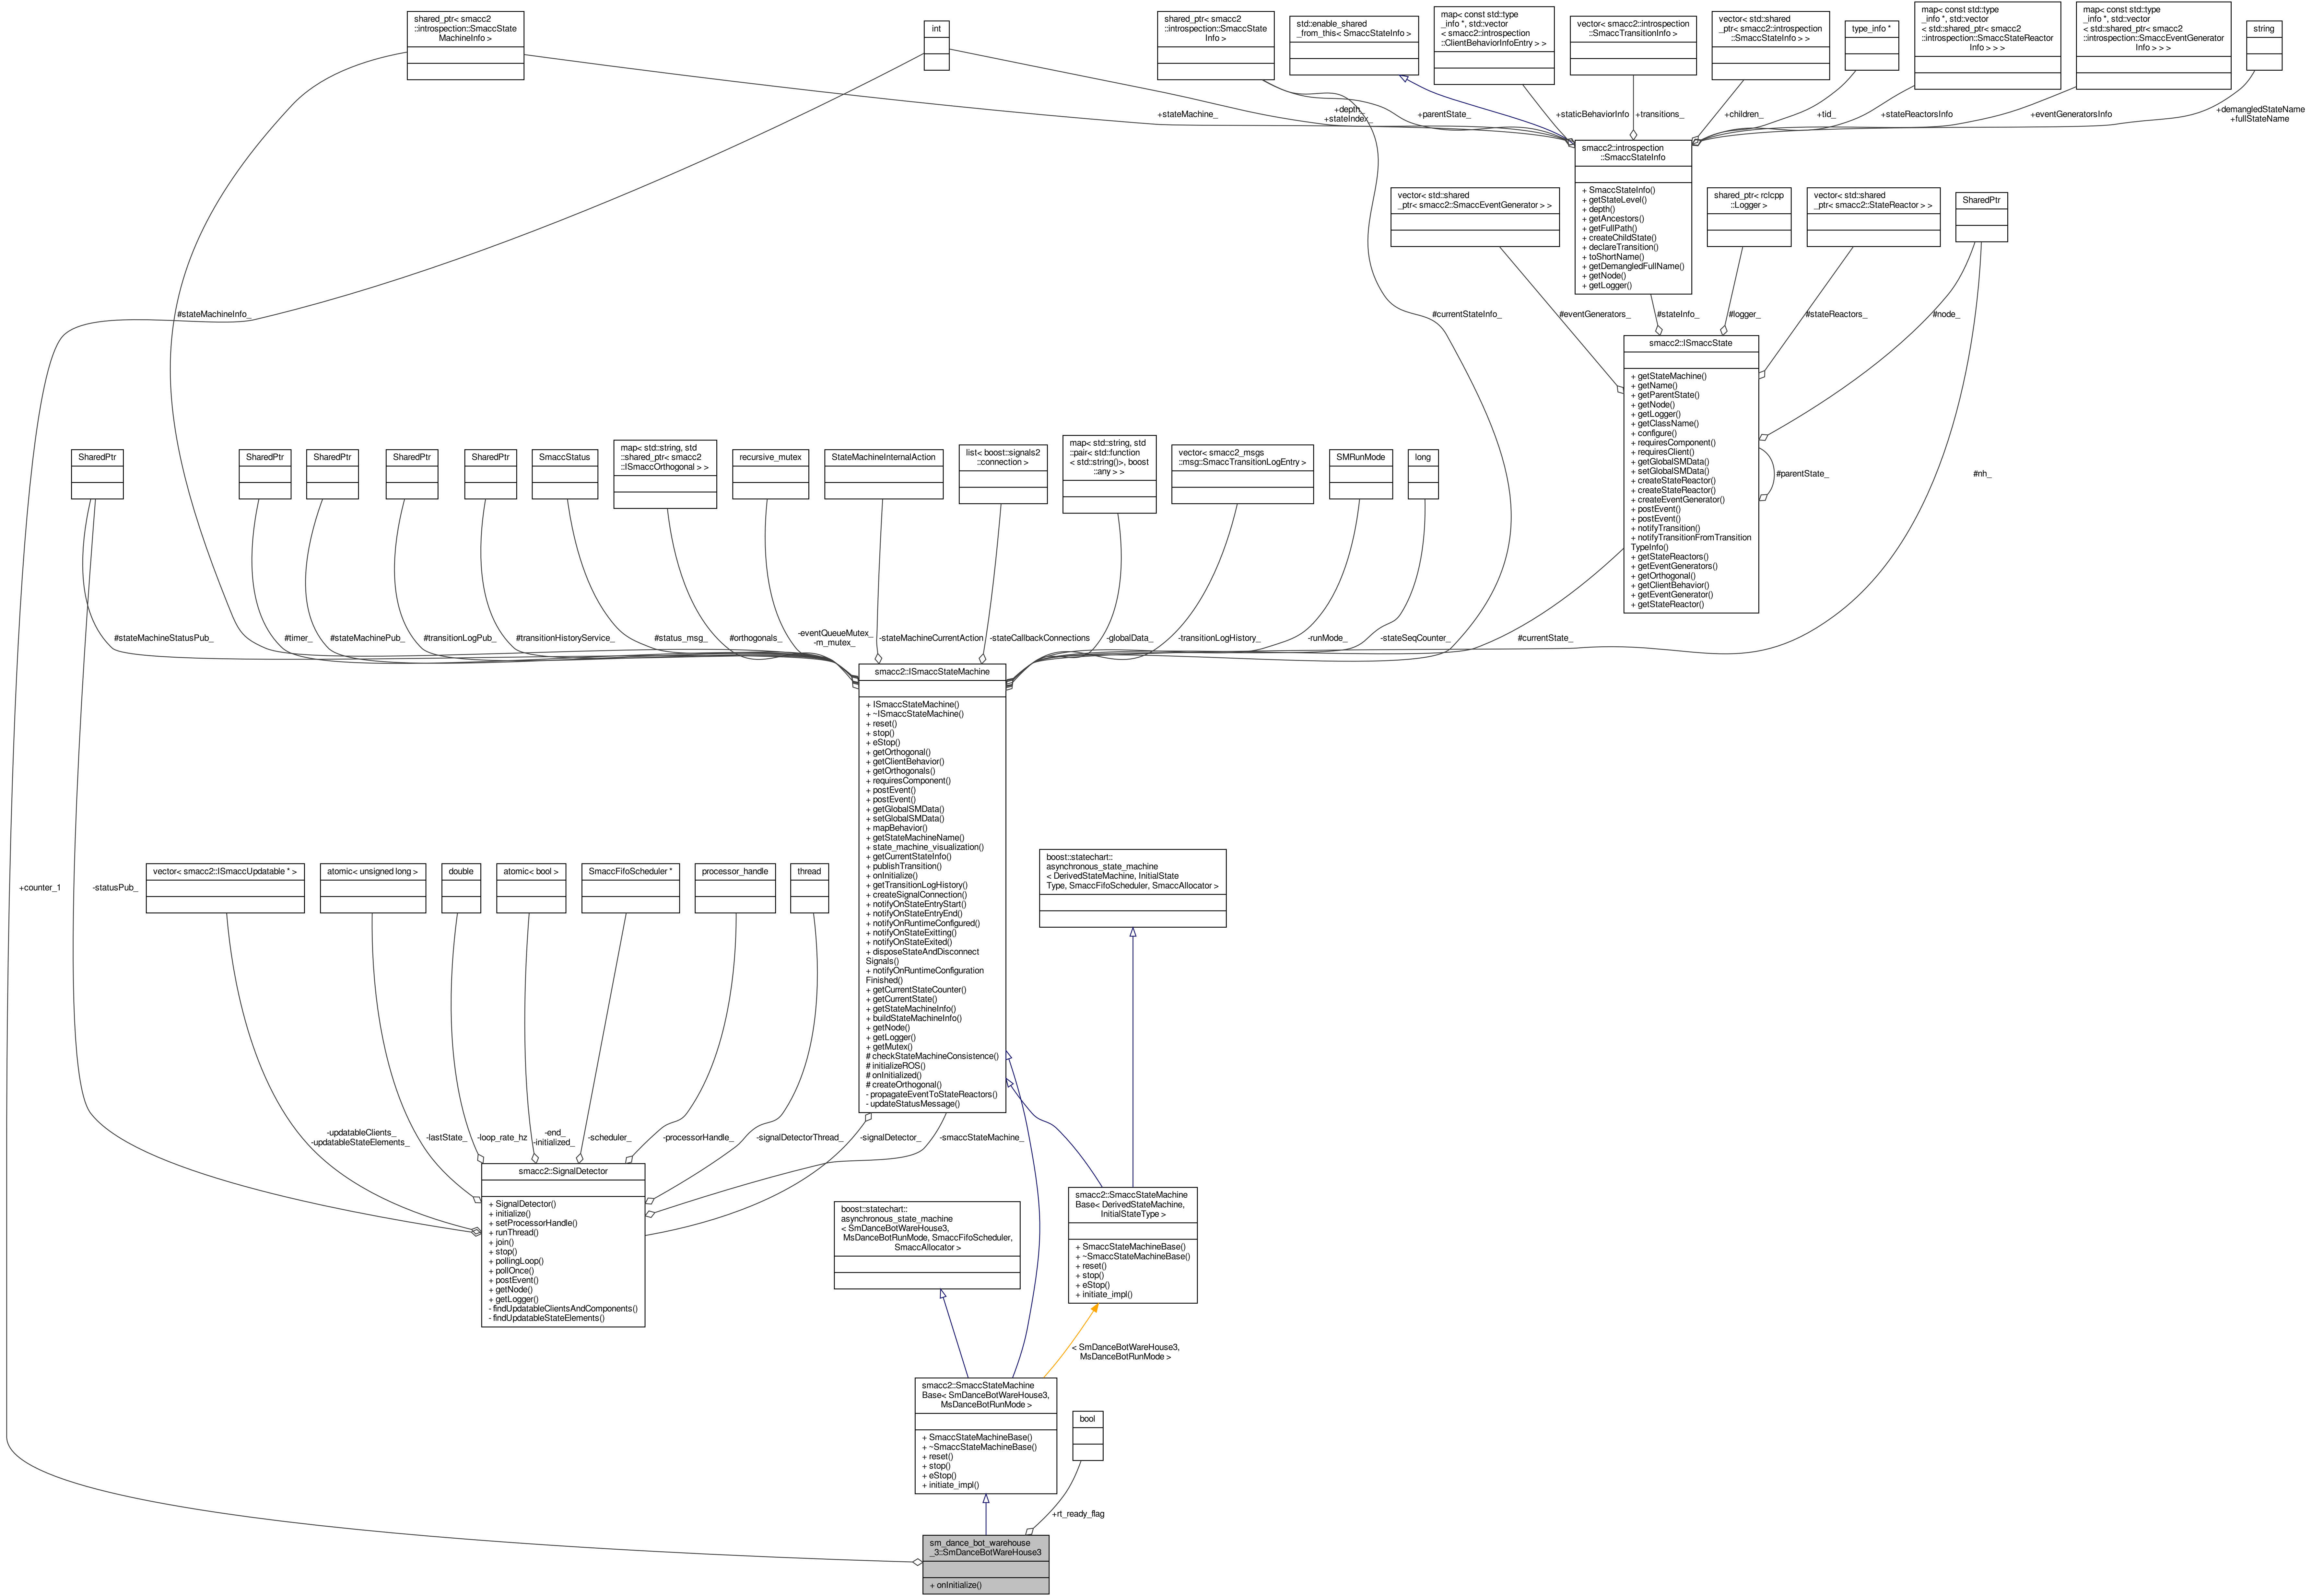 shared_ptr< smacc2
::introspection::SmaccState
MachineInfo >
int
shared_ptr< smacc2
::introspection::SmaccState
Info >
std::enable_shared
_from_this< SmaccStateInfo >
map< const std::type
_info *, std::vector
< smacc2::introspection
::ClientBehaviorInfoEntry > >
vector< smacc2::introspection
::SmaccTransitionInfo >
vector< std::shared
_ptr< smacc2::introspection
::SmaccStateInfo > >
type_info *
map< const std::type
_info *, std::vector
< std::shared_ptr< smacc2
::introspection::SmaccStateReactor
Info > > >
map< const std::type
_info *, std::vector
< std::shared_ptr< smacc2
::introspection::SmaccEventGenerator
Info > > >
string
+stateMachine_
+depth_
+stateIndex_
+parentState_
+staticBehaviorInfo
+transitions_
+children_
+tid_
+stateReactorsInfo
+eventGeneratorsInfo
+demangledStateName
+fullStateName
smacc2::introspection
::SmaccStateInfo
+ SmaccStateInfo()
+ getStateLevel()
+ depth()
+ getAncestors()
+ getFullPath()
+ createChildState()
+ declareTransition()
+ toShortName()
+ getDemangledFullName()
+ getNode()
+ getLogger()
vector< std::shared
_ptr< smacc2::SmaccEventGenerator > >
shared_ptr< rclcpp
::Logger >
vector< std::shared
_ptr< smacc2::StateReactor > >
SharedPtr
#stateMachineInfo_
#currentStateInfo_
#eventGenerators_
#stateInfo_
#logger_
#stateReactors_
#node_
smacc2::ISmaccState
+ getStateMachine()
+ getName()
+ getParentState()
+ getNode()
+ getLogger()
+ getClassName()
+ configure()
+ requiresComponent()
+ requiresClient()
+ getGlobalSMData()
+ setGlobalSMData()
+ createStateReactor()
+ createStateReactor()
+ createEventGenerator()
+ postEvent()
+ postEvent()
+ notifyTransition()
+ notifyTransitionFromTransition
TypeInfo()
+ getStateReactors()
+ getEventGenerators()
+ getOrthogonal()
+ getClientBehavior()
+ getEventGenerator()
+ getStateReactor()
#parentState_
#nh_
SharedPtr
SharedPtr
SharedPtr
SharedPtr
SharedPtr
SmaccStatus
map< std::string, std
::shared_ptr< smacc2
::ISmaccOrthogonal > >
recursive_mutex
StateMachineInternalAction
list< boost::signals2
::connection >
map< std::string, std
::pair< std::function
< std::string()>, boost
::any > >
vector< smacc2_msgs
::msg::SmaccTransitionLogEntry >
SMRunMode
long
#stateMachineStatusPub_
#timer_
#stateMachinePub_
#transitionLogPub_
#transitionHistoryService_
#status_msg_
#orthogonals_
-eventQueueMutex_
-m_mutex_
-stateMachineCurrentAction
-stateCallbackConnections
-globalData_
-transitionLogHistory_
-runMode_
-stateSeqCounter_
#currentState_
smacc2::ISmaccStateMachine
+ ISmaccStateMachine()
+ ~ISmaccStateMachine()
+ reset()
+ stop()
+ eStop()
+ getOrthogonal()
+ getClientBehavior()
+ getOrthogonals()
+ requiresComponent()
+ postEvent()
+ postEvent()
+ getGlobalSMData()
+ setGlobalSMData()
+ mapBehavior()
+ getStateMachineName()
+ state_machine_visualization()
+ getCurrentStateInfo()
+ publishTransition()
+ onInitialize()
+ getTransitionLogHistory()
+ createSignalConnection()
+ notifyOnStateEntryStart()
+ notifyOnStateEntryEnd()
+ notifyOnRuntimeConfigured()
+ notifyOnStateExitting()
+ notifyOnStateExited()
+ disposeStateAndDisconnect
Signals()
+ notifyOnRuntimeConfiguration
Finished()
+ getCurrentStateCounter()
+ getCurrentState()
+ getStateMachineInfo()
+ buildStateMachineInfo()
+ getNode()
+ getLogger()
+ getMutex()
# checkStateMachineConsistence()
# initializeROS()
# onInitialized()
# createOrthogonal()
- propagateEventToStateReactors()
- updateStatusMessage()
+counter_1
-statusPub_
vector< smacc2::ISmaccUpdatable * >
atomic< unsigned long >
double
atomic< bool >
SmaccFifoScheduler *
processor_handle
thread
boost::statechart::
asynchronous_state_machine
< DerivedStateMachine, InitialState
Type, SmaccFifoScheduler, SmaccAllocator >
-updatableClients_
-updatableStateElements_
-lastState_
-loop_rate_hz
-end_
-initialized_
-scheduler_
-processorHandle_
-signalDetectorThread_
-signalDetector_
-smaccStateMachine_
smacc2::SignalDetector
+ SignalDetector()
+ initialize()
+ setProcessorHandle()
+ runThread()
+ join()
+ stop()
+ pollingLoop()
+ pollOnce()
+ postEvent()
+ getNode()
+ getLogger()
- findUpdatableClientsAndComponents()
- findUpdatableStateElements()
boost::statechart::
asynchronous_state_machine
< SmDanceBotWareHouse3,
MsDanceBotRunMode, SmaccFifoScheduler,
SmaccAllocator >
smacc2::SmaccStateMachine
Base< DerivedStateMachine,
InitialStateType >
+ SmaccStateMachineBase()
+ ~SmaccStateMachineBase()
+ reset()
+ stop()
+ eStop()
+ initiate_impl()
< SmDanceBotWareHouse3,
MsDanceBotRunMode >
smacc2::SmaccStateMachine
Base< SmDanceBotWareHouse3,
MsDanceBotRunMode >
+ SmaccStateMachineBase()
+ ~SmaccStateMachineBase()
+ reset()
+ stop()
+ eStop()
+ initiate_impl()
bool
+rt_ready_flag
sm_dance_bot_warehouse
_3::SmDanceBotWareHouse3
+ onInitialize()